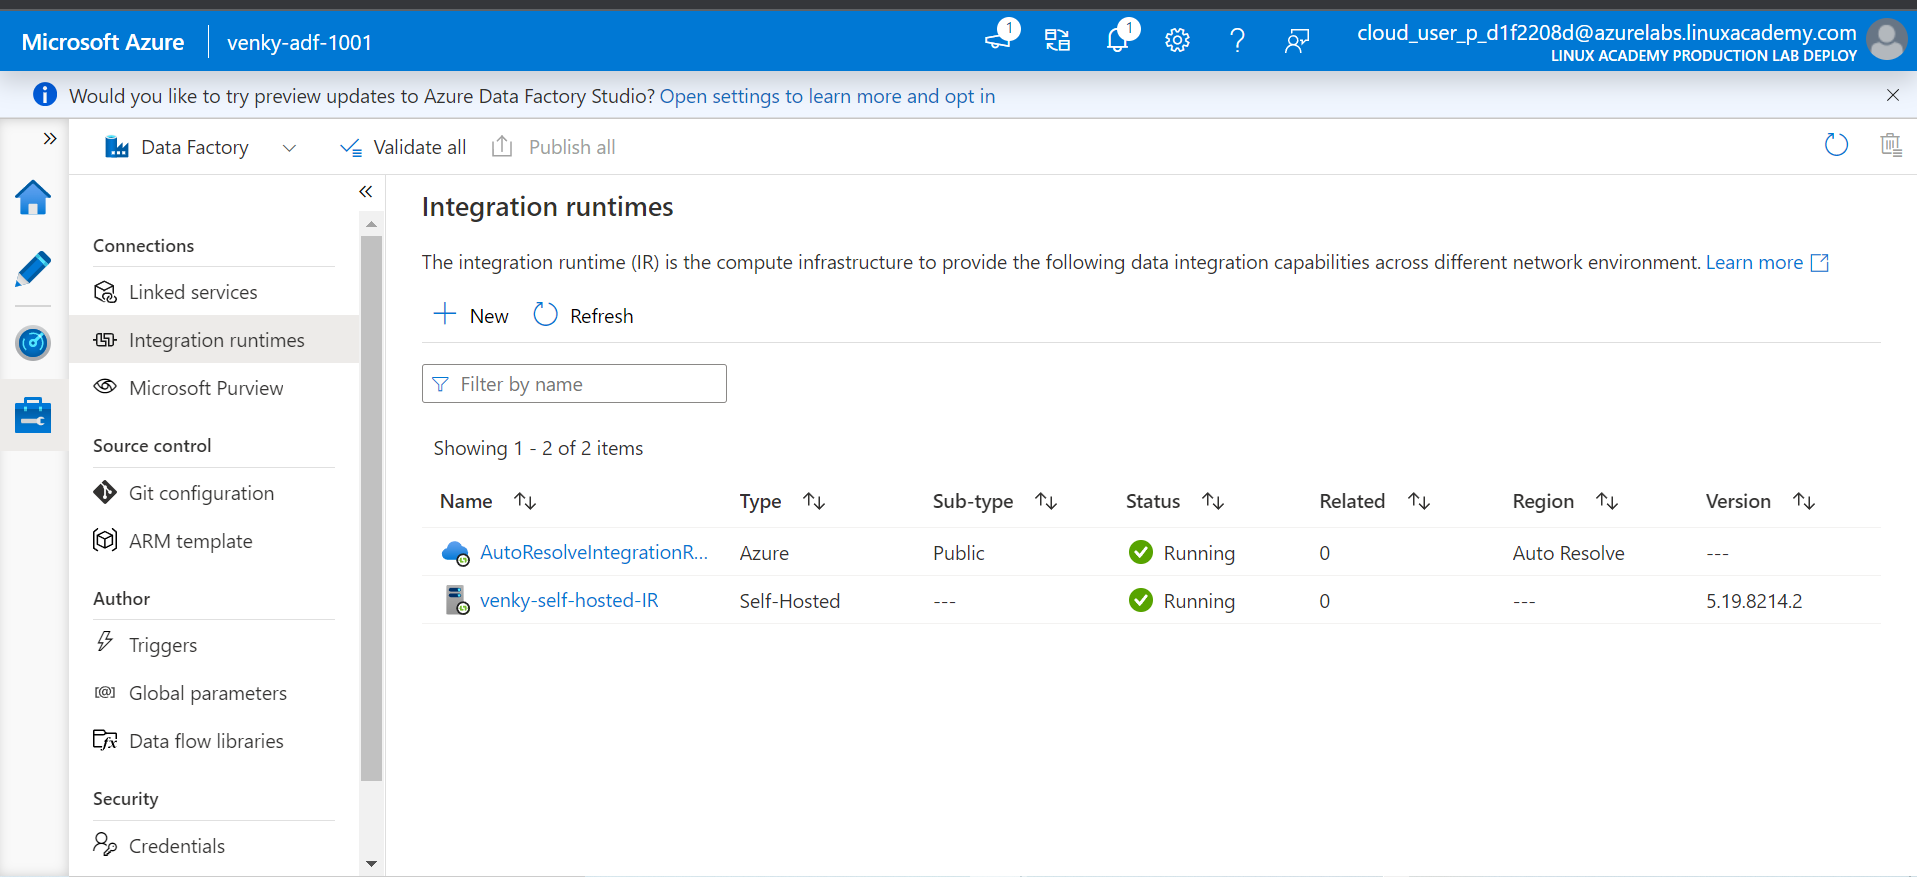 Microsoft Azure venky-adf-1001 1 1 cloud_user_p_d1f2208d@azurelabs.linuxacademy.com
LINUX ACADEMY PRODUCTION LAB DEPLOY
Would you like to try preview updates to Azure Data Factory Studio? Open settings to learn more and opt in
Data Factory Validate all Publish all
Connections
Linked services
Integration runtimes
Microsoft Purview
Source control
Git configuration
ARM template
Author
Triggers
Global parameters
Data flow libraries
Security
Credentials
Integration runtimes
The integration runtime (IR) is the compute infrastructure to provide the following data integration capabilities across different network environment. Learn more
New Refresh
Filter by name
Showing 1 - 2 of 2 items
Name Type Sub-type Status Related Region Version
AutoResolveIntegrationR... Azure Public Running 0 Auto Resolve ---
venky-self-hosted-IR Self-Hosted --- Running 0 --- 5.19.8214.2